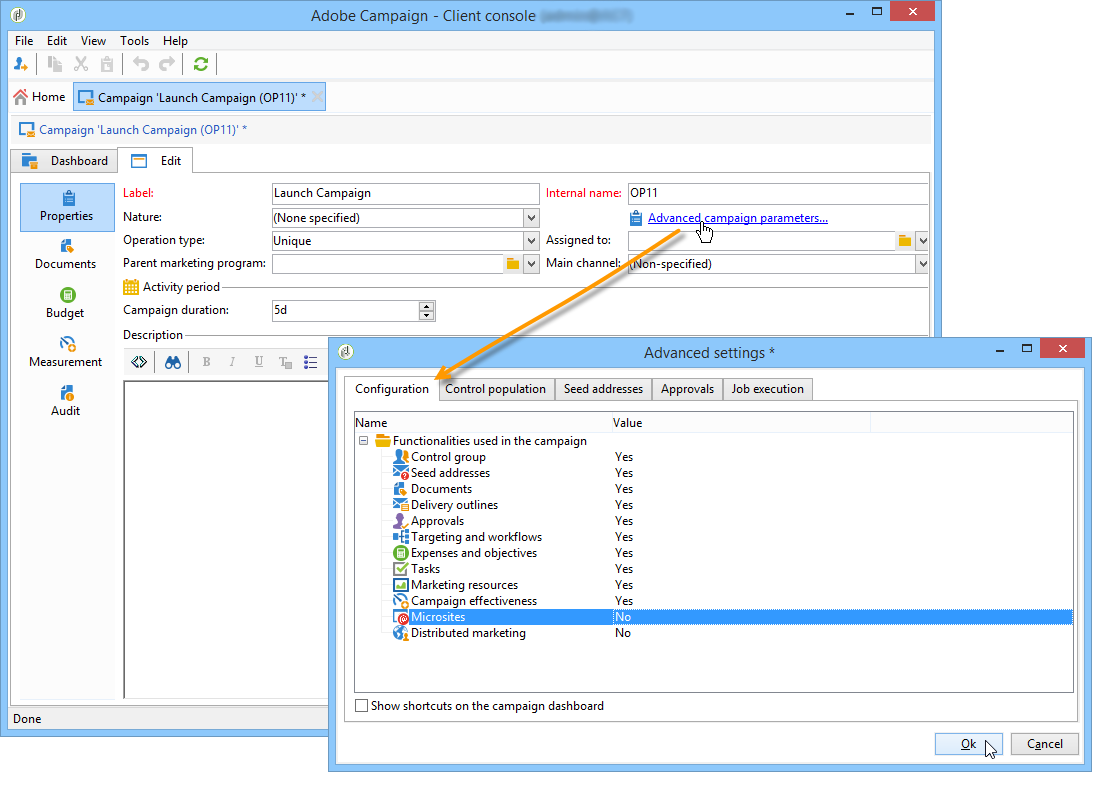 Adobe Campaign - Client console
File Edit View Tools Help
Home Campaign 'Launch Campaign (OP11)' *
Campaign 'Launch Campaign (OP11)' *
Dashboard Edit
Properties
Documents
Budget
Measurement
Audit
Label: Launch Campaign Internal name: OP11
Nature: (None specified) Advanced campaign parameters...
Operation type: Unique Assigned to:
Parent marketing program: Main channel: (Non-specified)
Activity period
Campaign duration: 5d
Description
B I U T
Done
Advanced settings *
Configuration Control population Seed addresses Approvals Job execution
Name Value
Functionalities used in the campaign
Control group Yes
Seed addresses Yes
Documents Yes
Delivery outlines Yes
Approvals Yes
Targeting and workflows Yes
Expenses and objectives Yes
Tasks Yes
Marketing resources Yes
Campaign effectiveness Yes
Microsites No
Distributed marketing No
Show shortcuts on the campaign dashboard
Ok Cancel